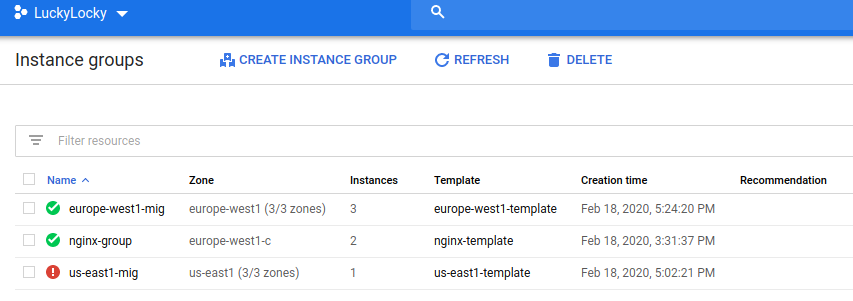 LuckyLocky
Instance groups CREATE INSTANCE GROUP REFRESH DELETE
Filter resources
Name Zone Instances Template Creation time Recommendation
europe-west1-mig europe-west1 (3/3 zones) 3 europe-west1-template Feb 18, 2020, 5:24:20 PM
nginx-group europe-west1-c 2 nginx-template Feb 18, 2020, 3:31:37 PM
us-east1-mig us-east1 (3/3 zones) 1 us-east1-template Feb 18, 2020, 5:02:21 PM